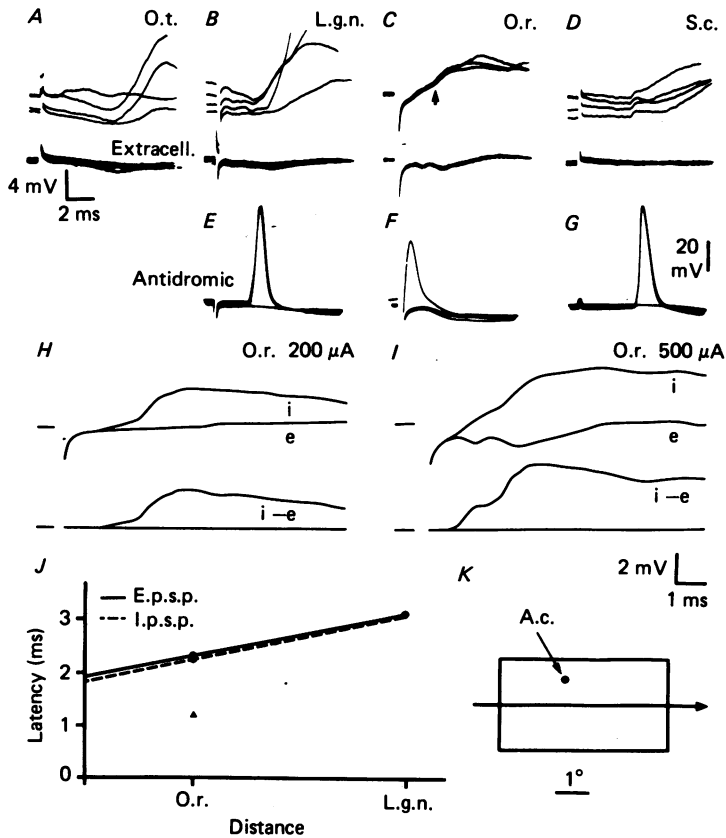 A O.t. B L.g.n. C O.r. D S.c.
Extracell.
4 mV
2 ms
E F G
20 mV
Antidromic
H O.r. 200 μA I O.r. 500 μA
i i
e e
i –e i –e
2 mV
1 ms
J K
E.p.s.p.
I.p.s.p.
A.c.
Latency (ms)
3
2
1
0
1°
O.r. L.g.n.
Distance